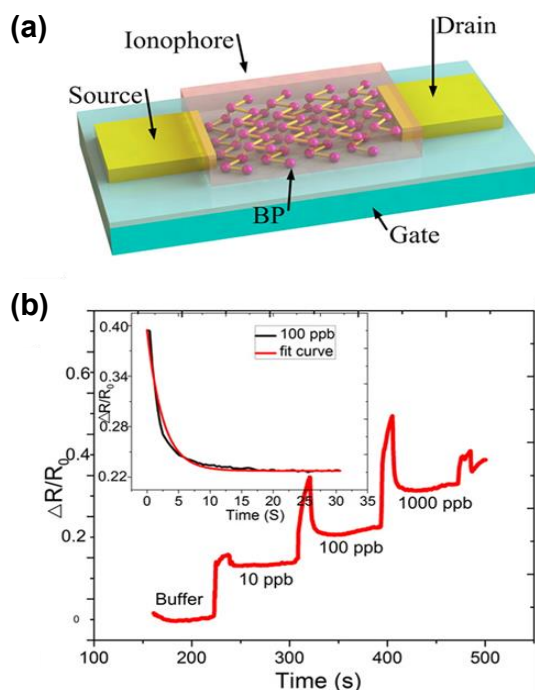 (a)
Ionophore
Drain
Source
BP
Gate
(b)
0.40
0.34
0.28
0.22
ΔR/R0
100 ppb
fit curve
0 5 10 15 20 25 30 35
Time (S)
0.6
0.4
0.2
0
ΔR/R0
Buffer
10 ppb
100 ppb
1000 ppb
100 200 300 400 500
Time (s)